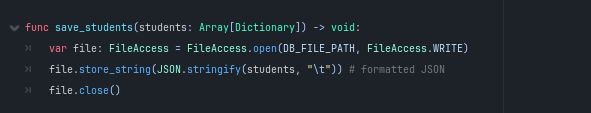 func save_students(students: Array[Dictionary]) -> void:
var file: FileAccess = FileAccess.open(DB_FILE_PATH, FileAccess.WRITE)
file.store_string(JSON.stringify(students, "\t")) # formatted JSON
file.close()